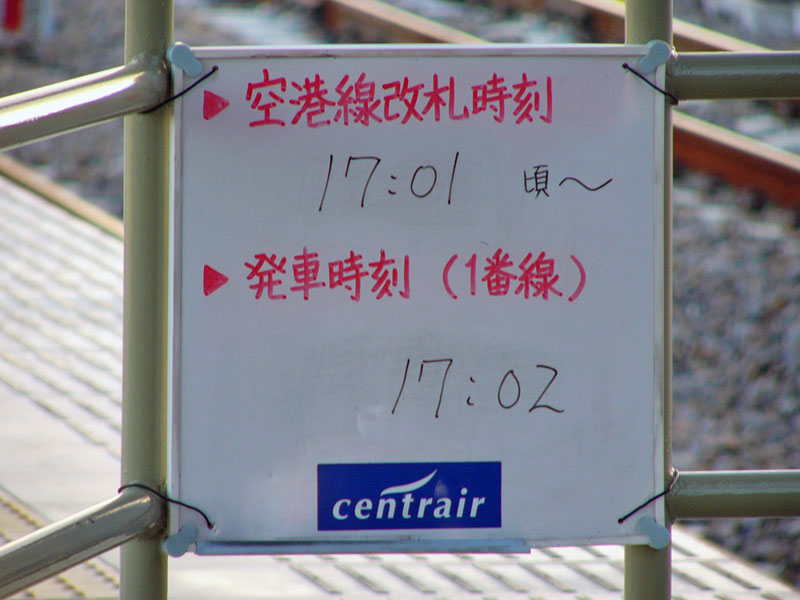 ▶空港線改札時刻
17:01 頃～
▶発車時刻(1番線)
17:02
centrair